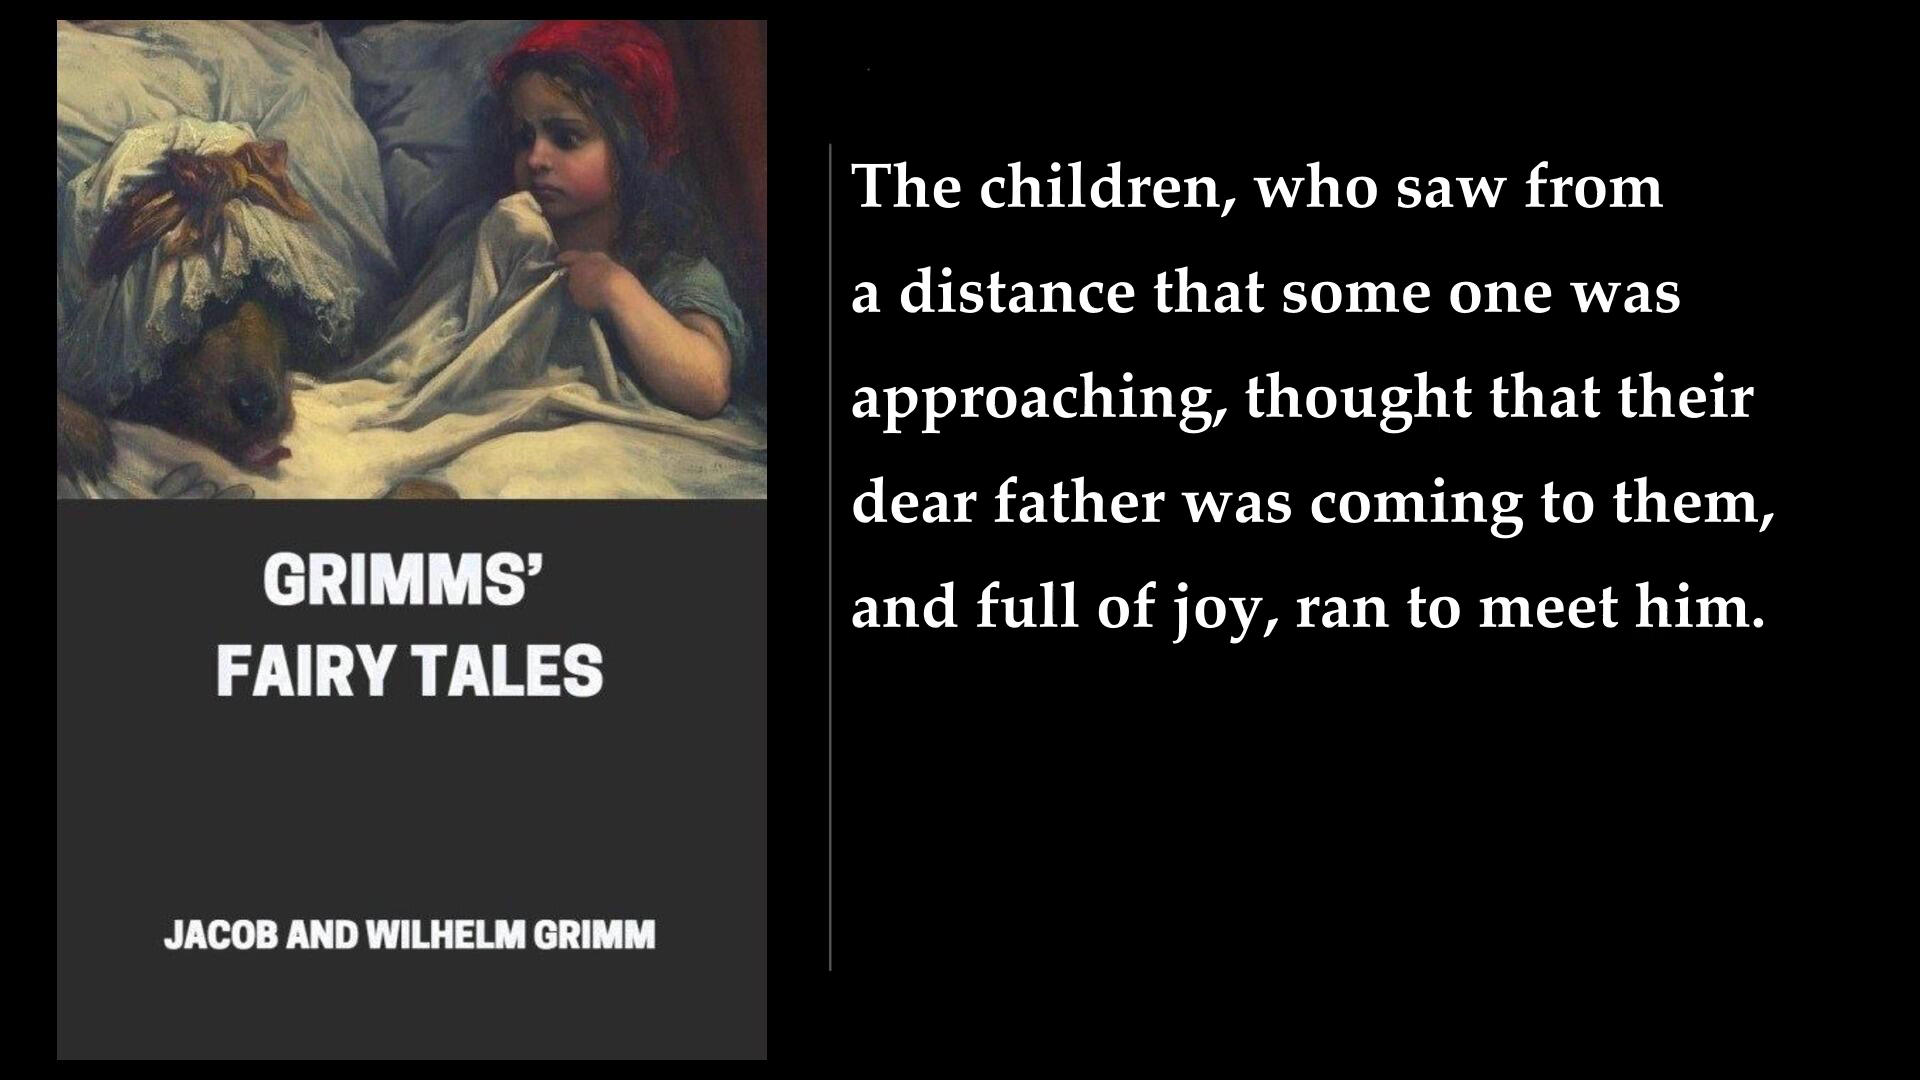 GRIMMS’
FAIRY TALES
JACOB AND WILHELM GRIMM
The children, who saw from
a distance that some one was
approaching, thought that their
dear father was coming to them,
and full of joy, ran to meet him.